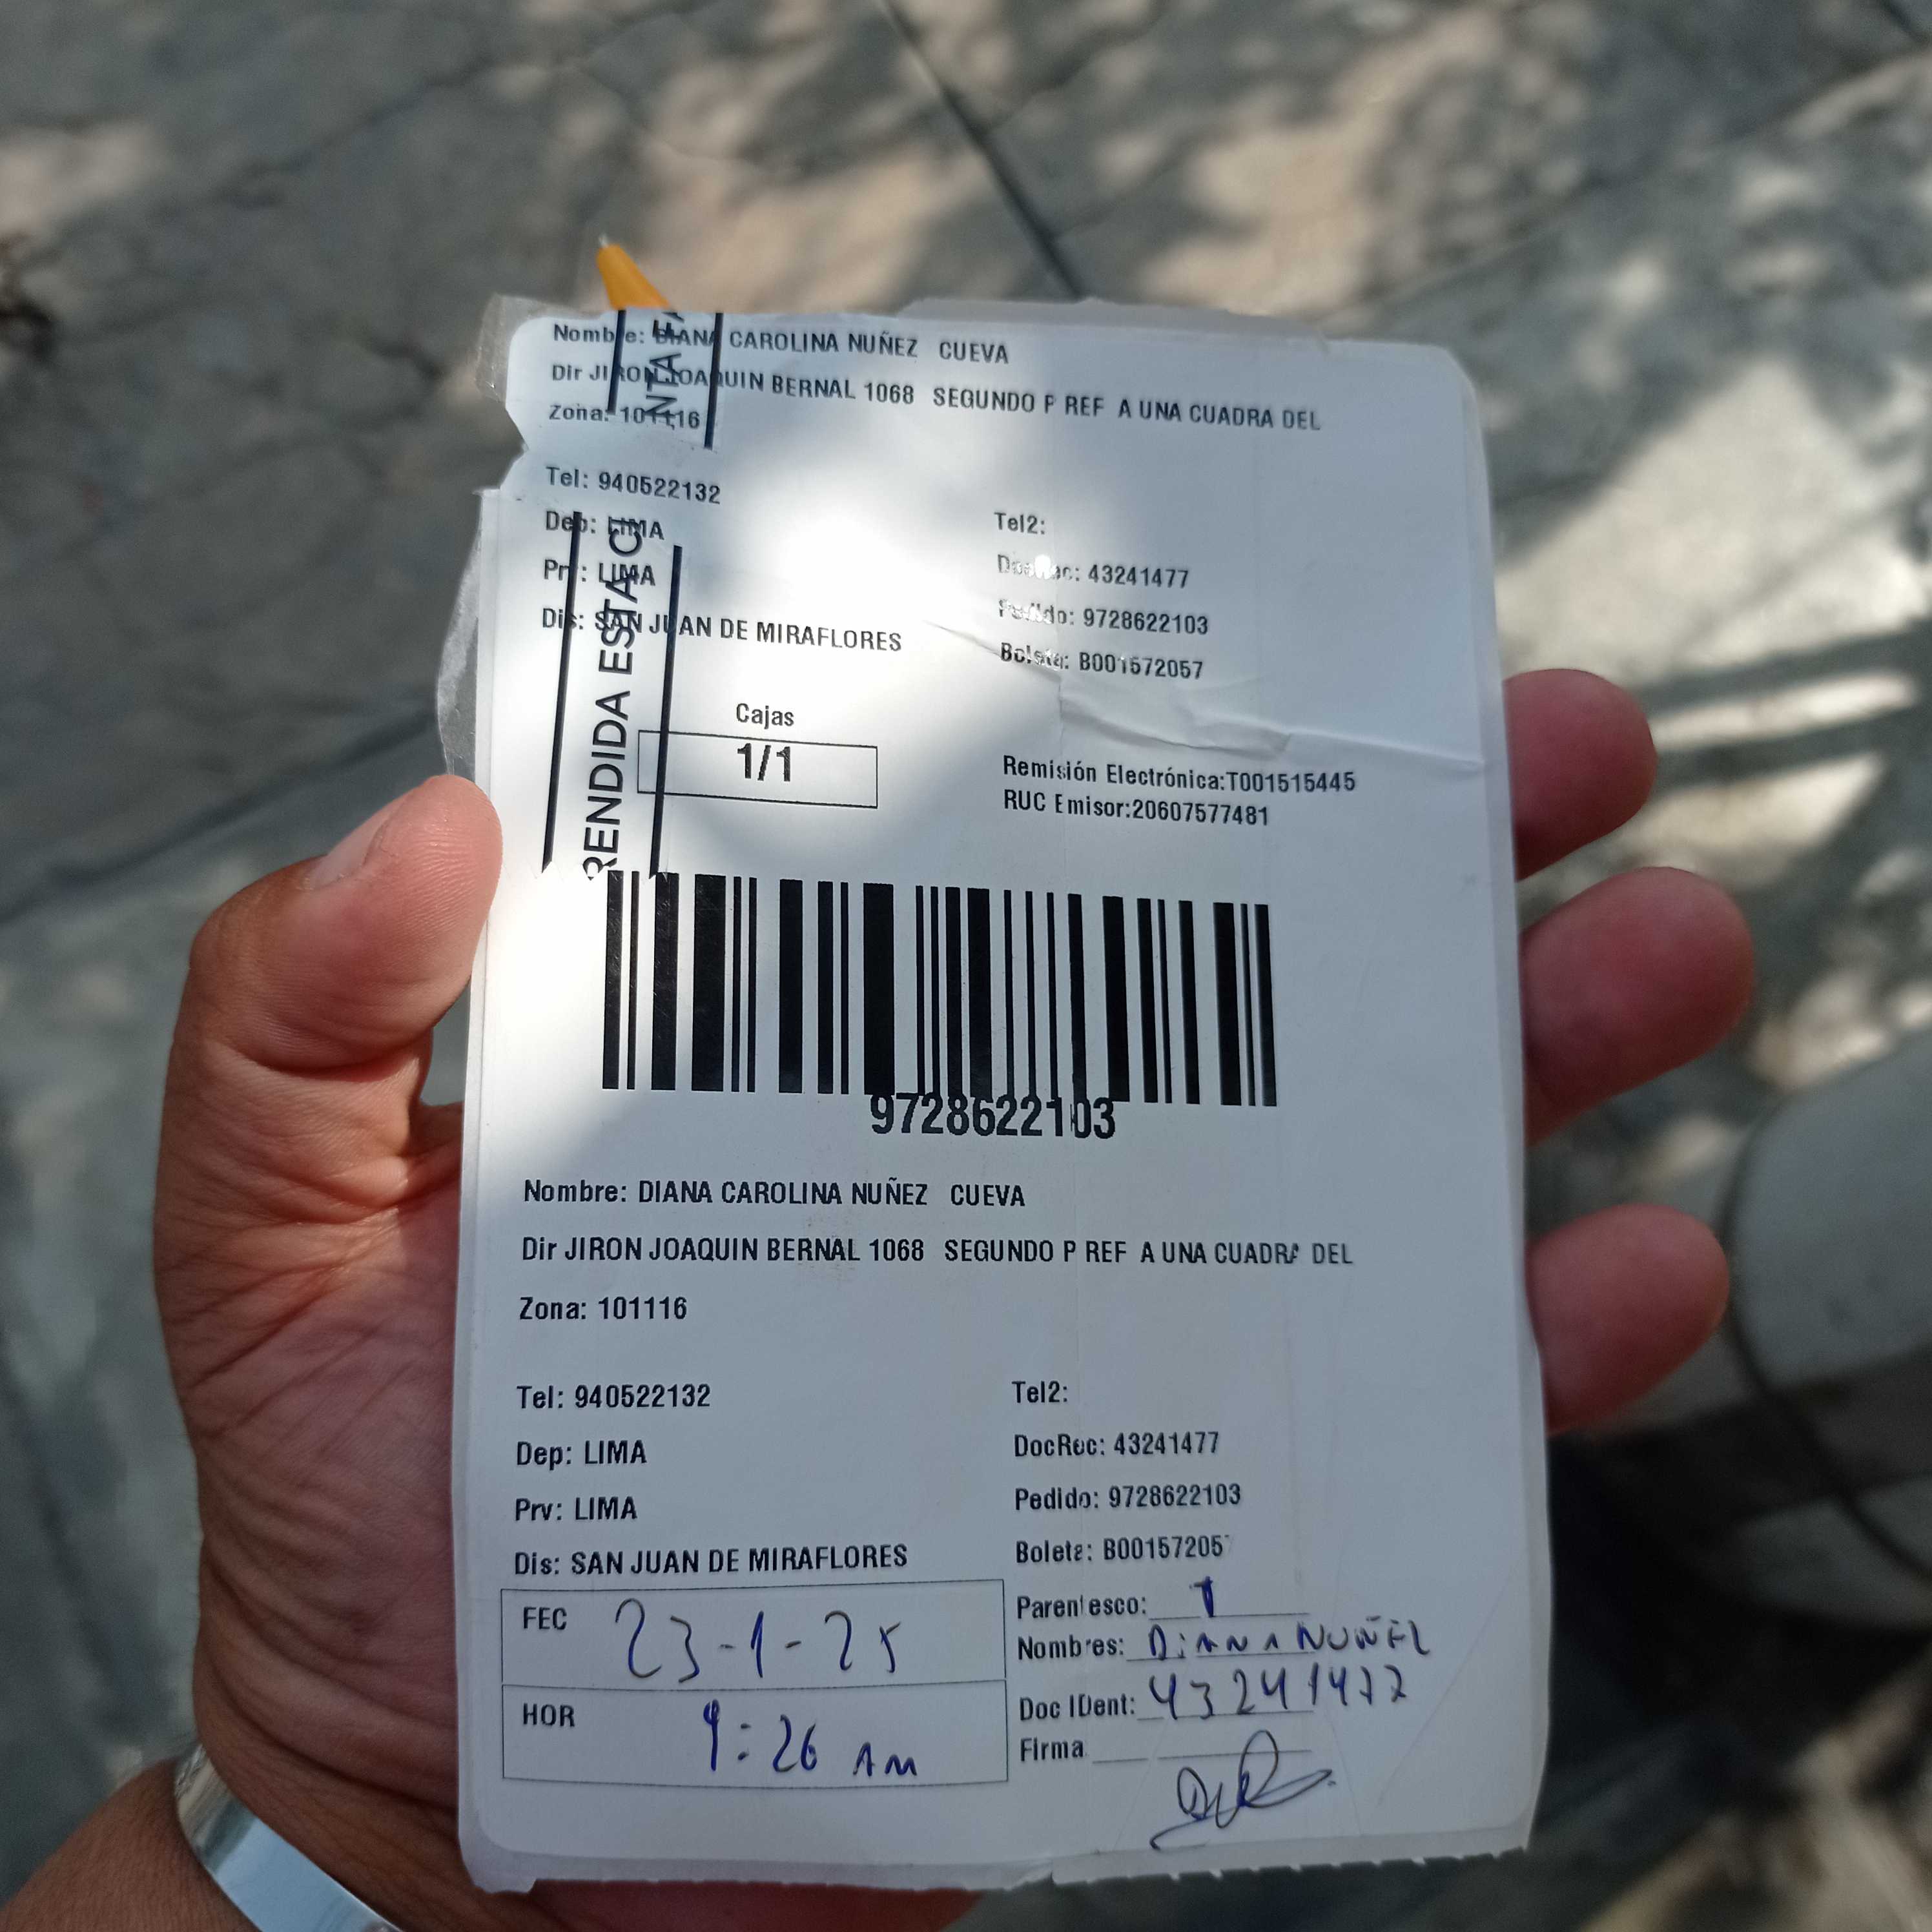 Nombre: DIANA CAROLINA NUÑEZ CUEVA
Dir JIRON JOAQUIN BERNAL 1068 SEGUNDO P REF A UNA CUADRA DEL
Zona: 101116
Tel: 940522132
Tel2:
Dep: LIMA
DocRec: 43241477
Prv: LIMA
Pedido: 9728622103
Dis: SAN JUAN DE MIRAFLORES
Boleta: B001572057
RENDIDA ESTA CI
NTA
Cajas
1/1
Remisión Electrónica:T001515445
RUC Emisor:20607577481
9728622103
Nombre: DIANA CAROLINA NUÑEZ CUEVA
Dir JIRON JOAQUIN BERNAL 1068 SEGUNDO P REF A UNA CUADRA DEL
Zona: 101116
Tel: 940522132
Tel2:
Dep: LIMA
DocRec: 43241477
Prv: LIMA
Pedido: 9728622103
Dis: SAN JUAN DE MIRAFLORES
Boleta: B00157205
FEC 23-1-25
Parentesco: T
Nombres: DIANA NUÑEZ
HOR 9:26 AM
Doc IDent: 43241477
Firma